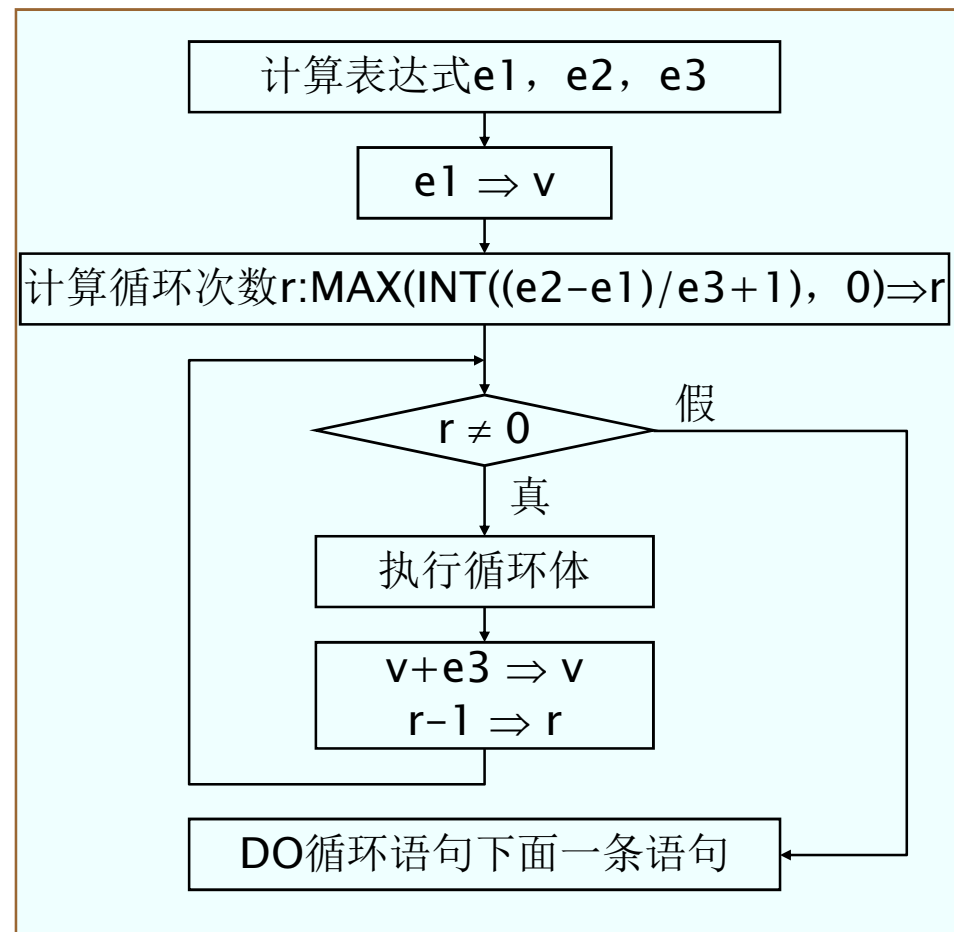 计算表达式e1，e2，e3
e1 ⇒ v
计算循环次数r:MAX(INT((e2-e1)/e3+1)，0)⇒r
r ≠ 0
假
真
执行循环体
v+e3 ⇒ v
r-1 ⇒ r
DO循环语句下面一条语句